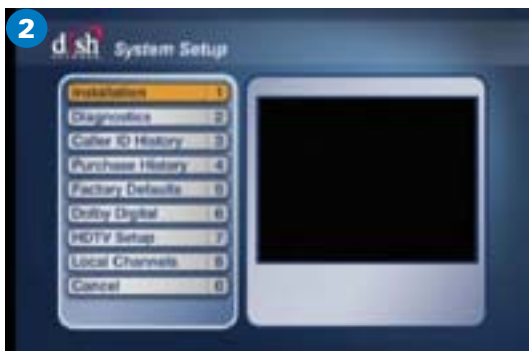 2
dish System Setup
Installation 1
Diagnostics 2
Caller ID History 3
Purchase History 4
Factory Defaults 5
Dolby Digital 6
HDTV Setup 7
Local Channels 8
Cancel 0